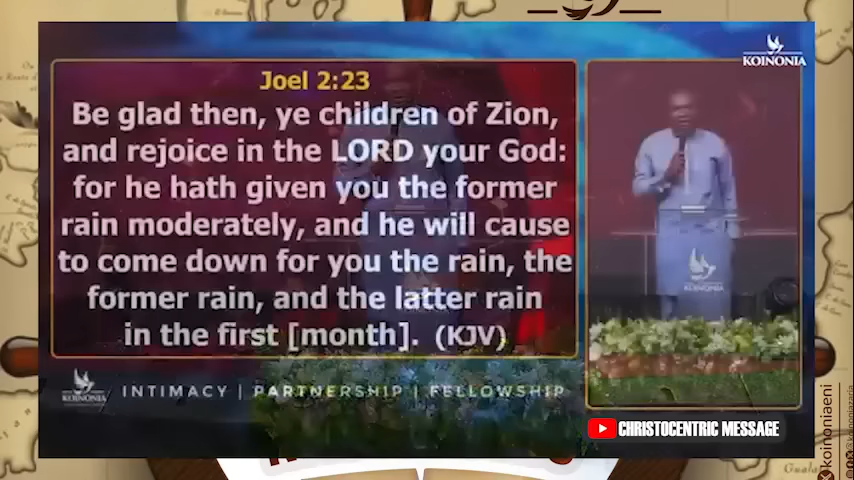 KOINONIA
Joel 2:23
Be glad then, ye children of Zion,
and rejoice in the LORD your God:
for he hath given you the former
rain moderately, and he will cause
to come down for you the rain, the
former rain, and the latter rain
in the first [month]. (KJV)
KOINONIA
KOINONIA
INTIMACY | PARTNERSHIP | FELLOWSHIP
CHRISTOCENTRIC MESSAGE
koinoniaeni